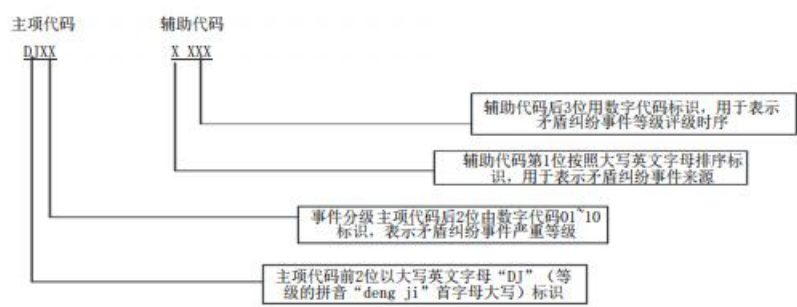 主项代码
辅助代码
DJXX
X XXX
辅助代码后3位用数字代码标识，用于表示
矛盾纠纷事件等级评级时序
辅助代码第1位按照大写英文字母排序标
识，用于表示矛盾纠纷事件来源
事件分级主项代码后2位由数字代码01~10
标识，表示矛盾纠纷事件严重等级
主项代码前2位以大写英文字母“DJ”（等
级的拼音“deng ji”首字母大写）标识